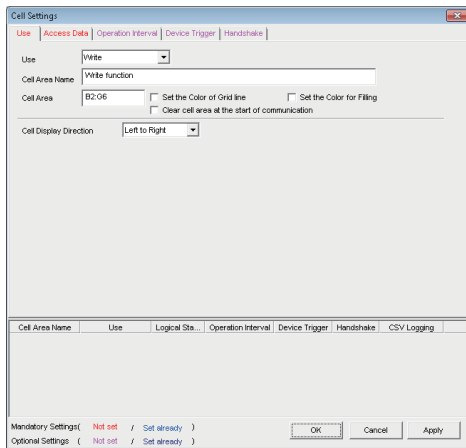 Cell Settings
Use Access Data Operation Interval Device Trigger Handshake
Use Write
Cell Area Name Write function
Cell Area B2:G6 Set the Color of Grid line Set the Color for Filling
Clear cell area at the start of communication
Cell Display Direction Left to Right
Cell Area Name Use Logical Sta... Operation Interval Device Trigger Handshake CSV Logging
Mandatory Settings( Not set / Set already )
Optional Settings ( Not set / Set already )
OK Cancel Apply